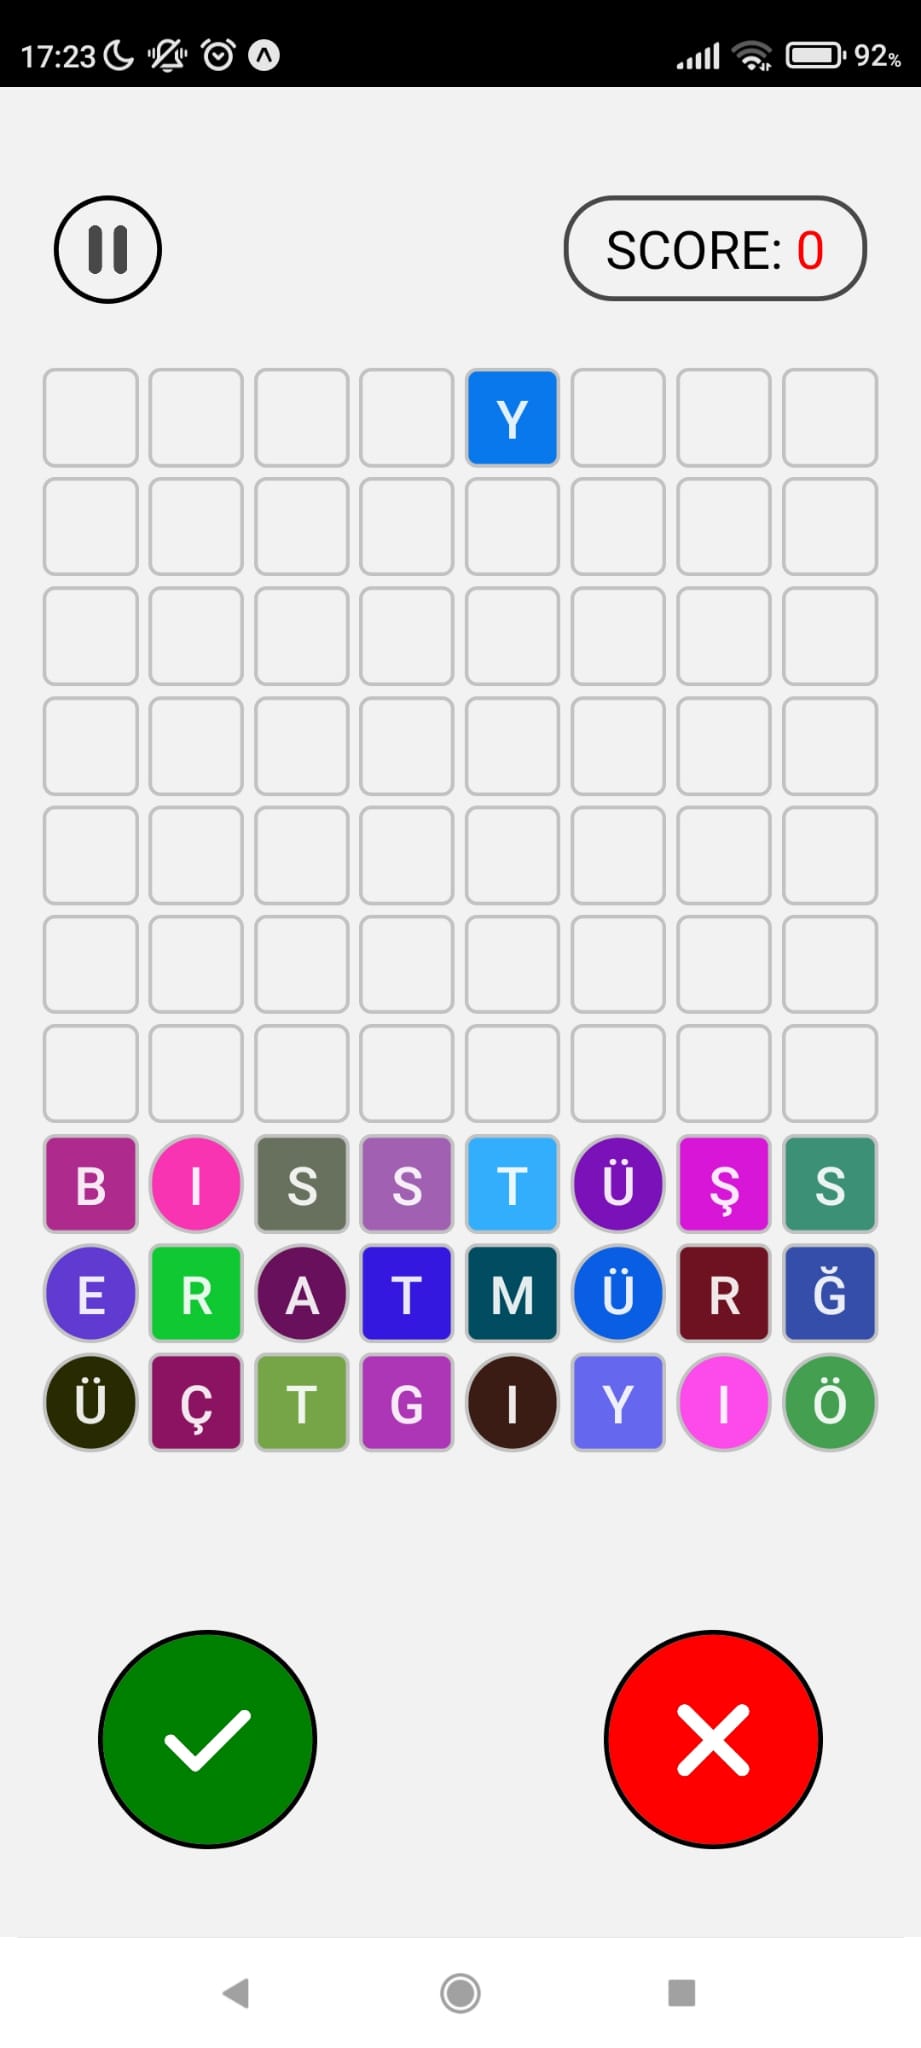 17:23 92%
SCORE: 0
Y
B I S S T Ü Ş S
E R A T M Ü R Ğ
Ü Ç T G I Y I Ö